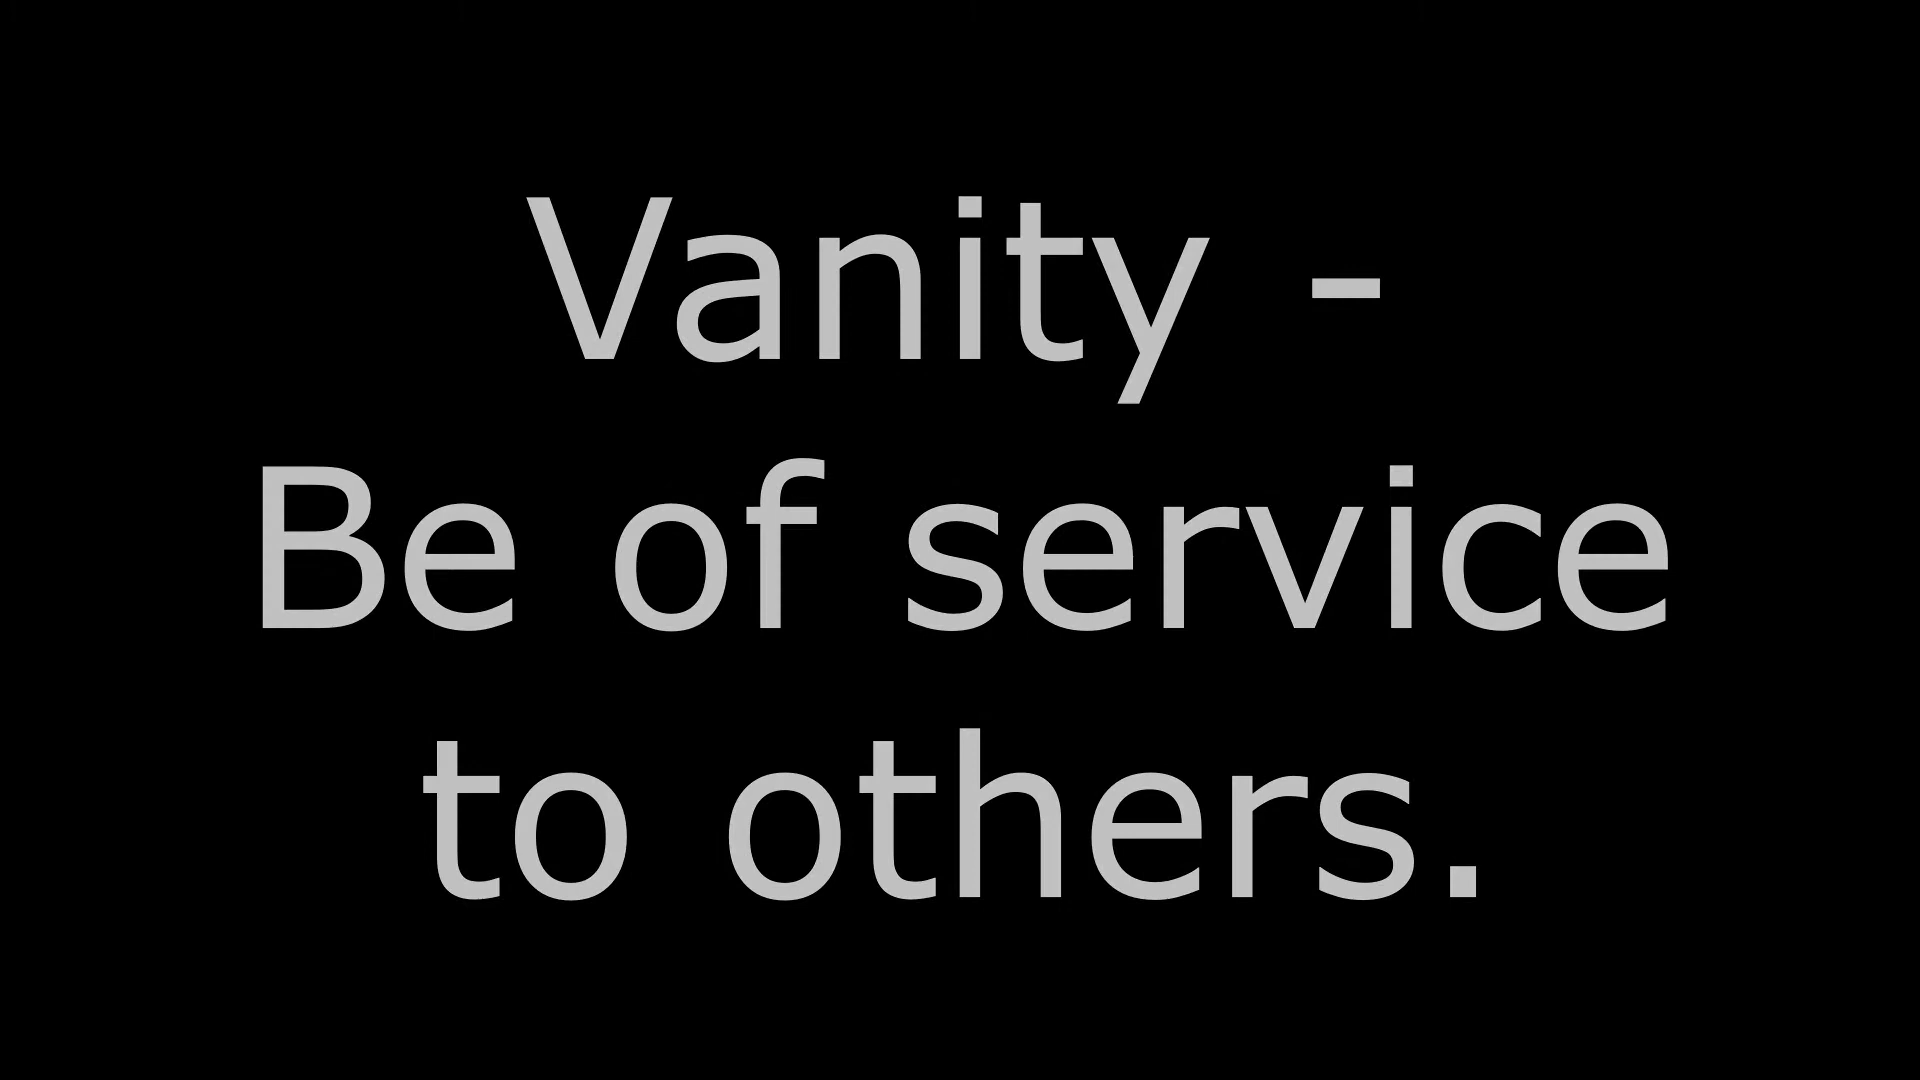 Vanity -
Be of service
to others.